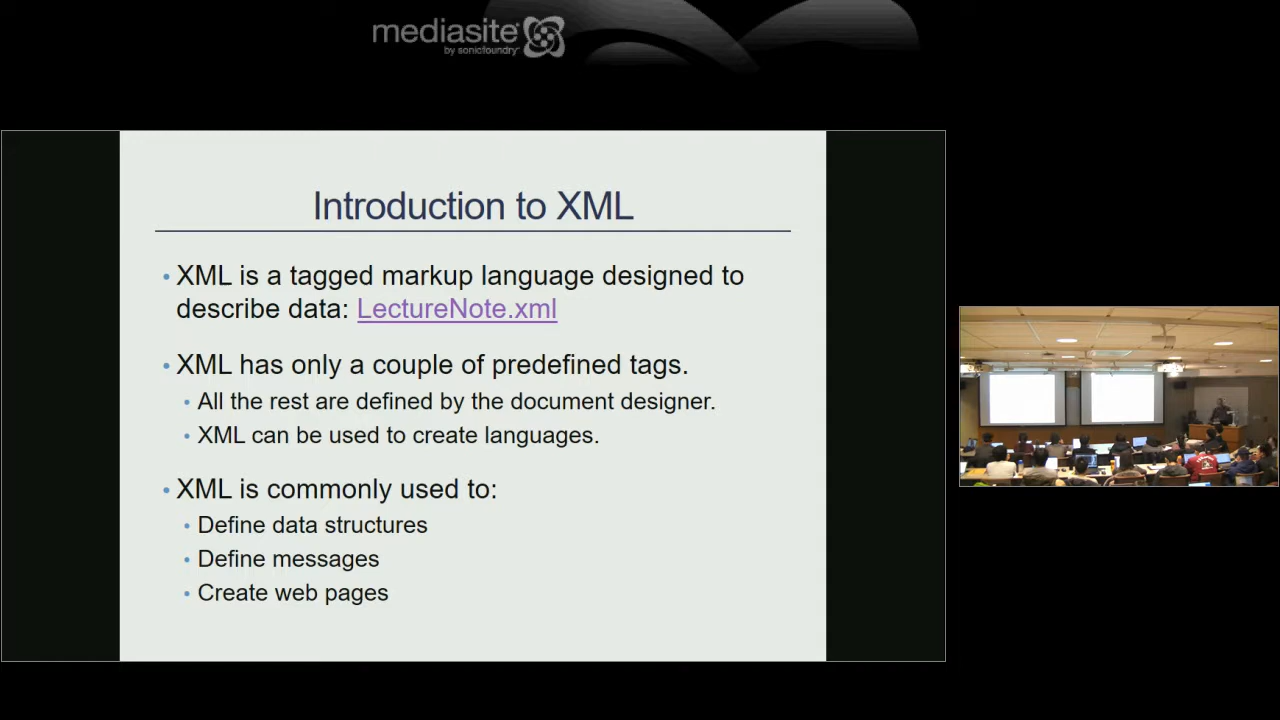 mediasite
by sonicfoundry
Introduction to XML
• XML is a tagged markup language designed to
describe data: LectureNote.xml
• XML has only a couple of predefined tags.
• All the rest are defined by the document designer.
• XML can be used to create languages.
• XML is commonly used to:
• Define data structures
• Define messages
• Create web pages